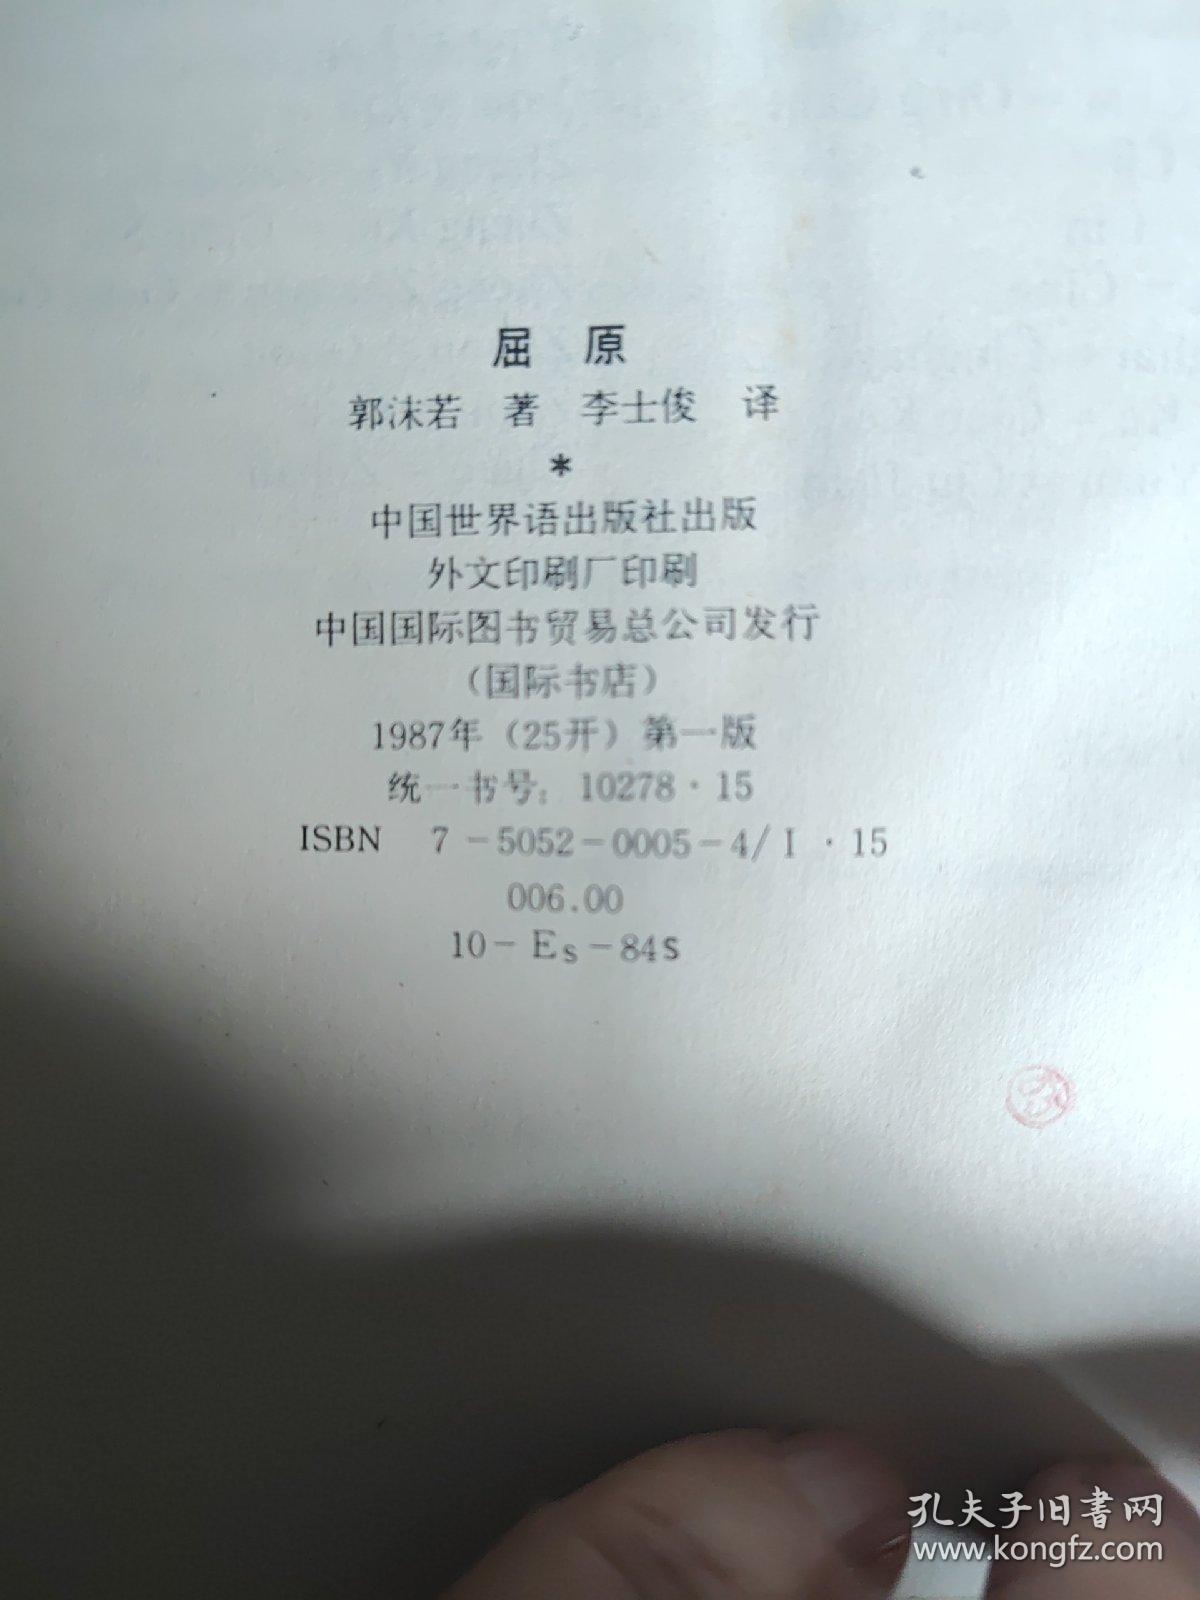 屈原
郭沫若 著 李士俊 译
*
中国世界语出版社出版
外文印刷厂印刷
中国国际图书贸易总公司发行
（国际书店）
1987年（25开）第一版
统一书号：10278·15
ISBN 7-5052-0005-4/I·15
006.00
10-Es-84s
孔夫子旧书网
www.kongfz.com